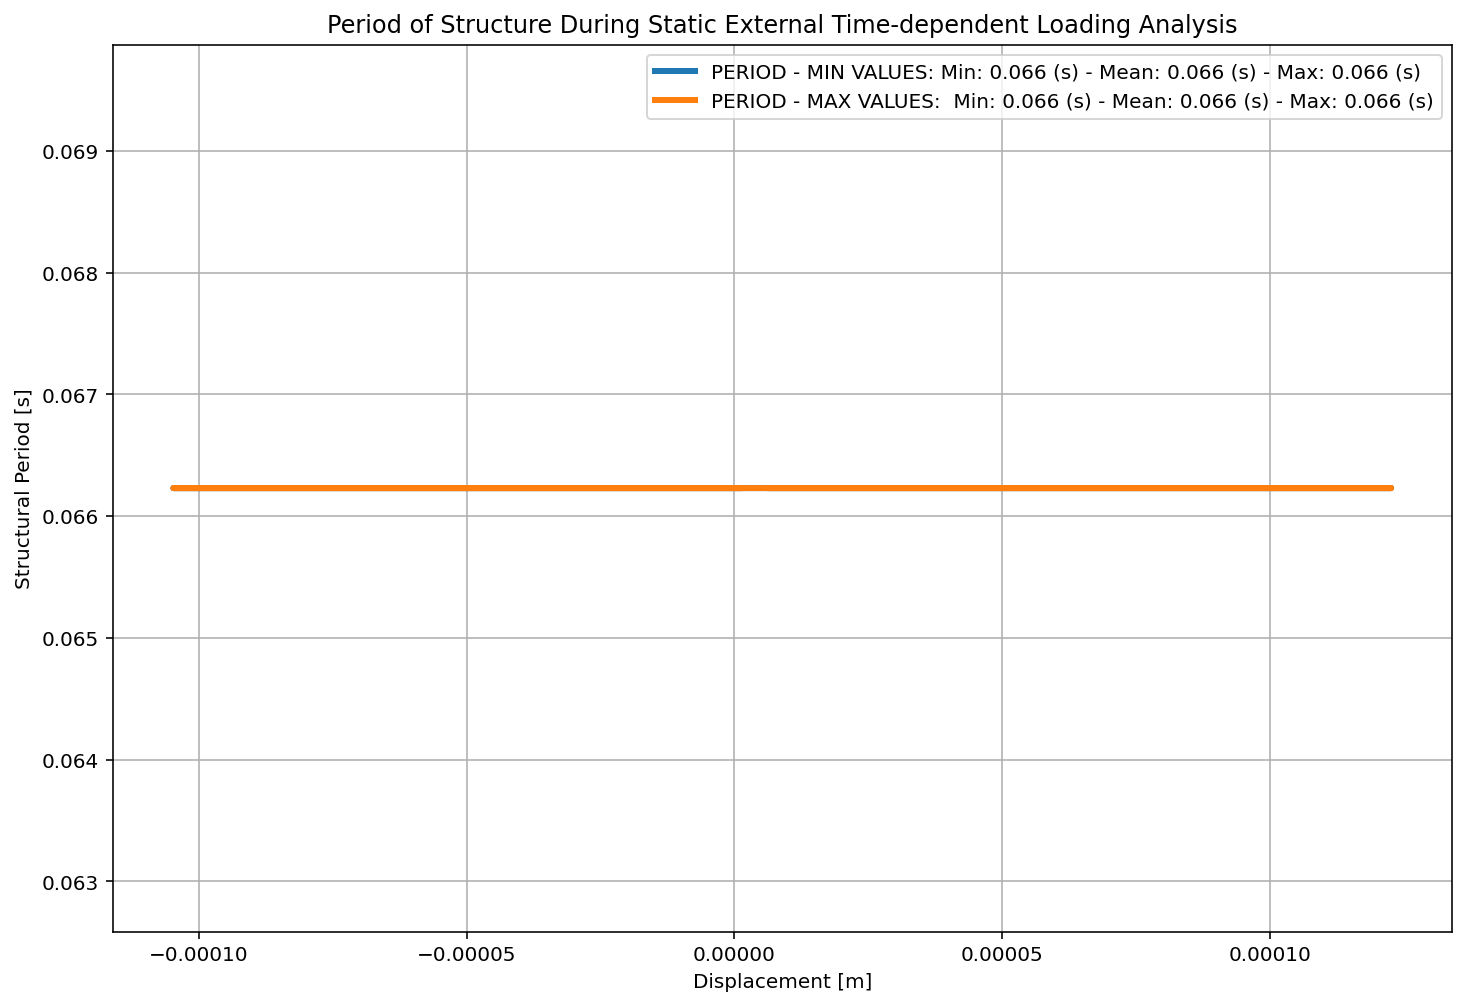 Period of Structure During Static External Time-dependent Loading Analysis
PERIOD - MIN VALUES: Min: 0.066 (s) - Mean: 0.066 (s) - Max: 0.066 (s)
PERIOD - MAX VALUES:  Min: 0.066 (s) - Mean: 0.066 (s) - Max: 0.066 (s)
Structural Period [s]
0.069
0.068
0.067
0.066
0.065
0.064
0.063
−0.00010
−0.00005
0.00000
0.00005
0.00010
Displacement [m]